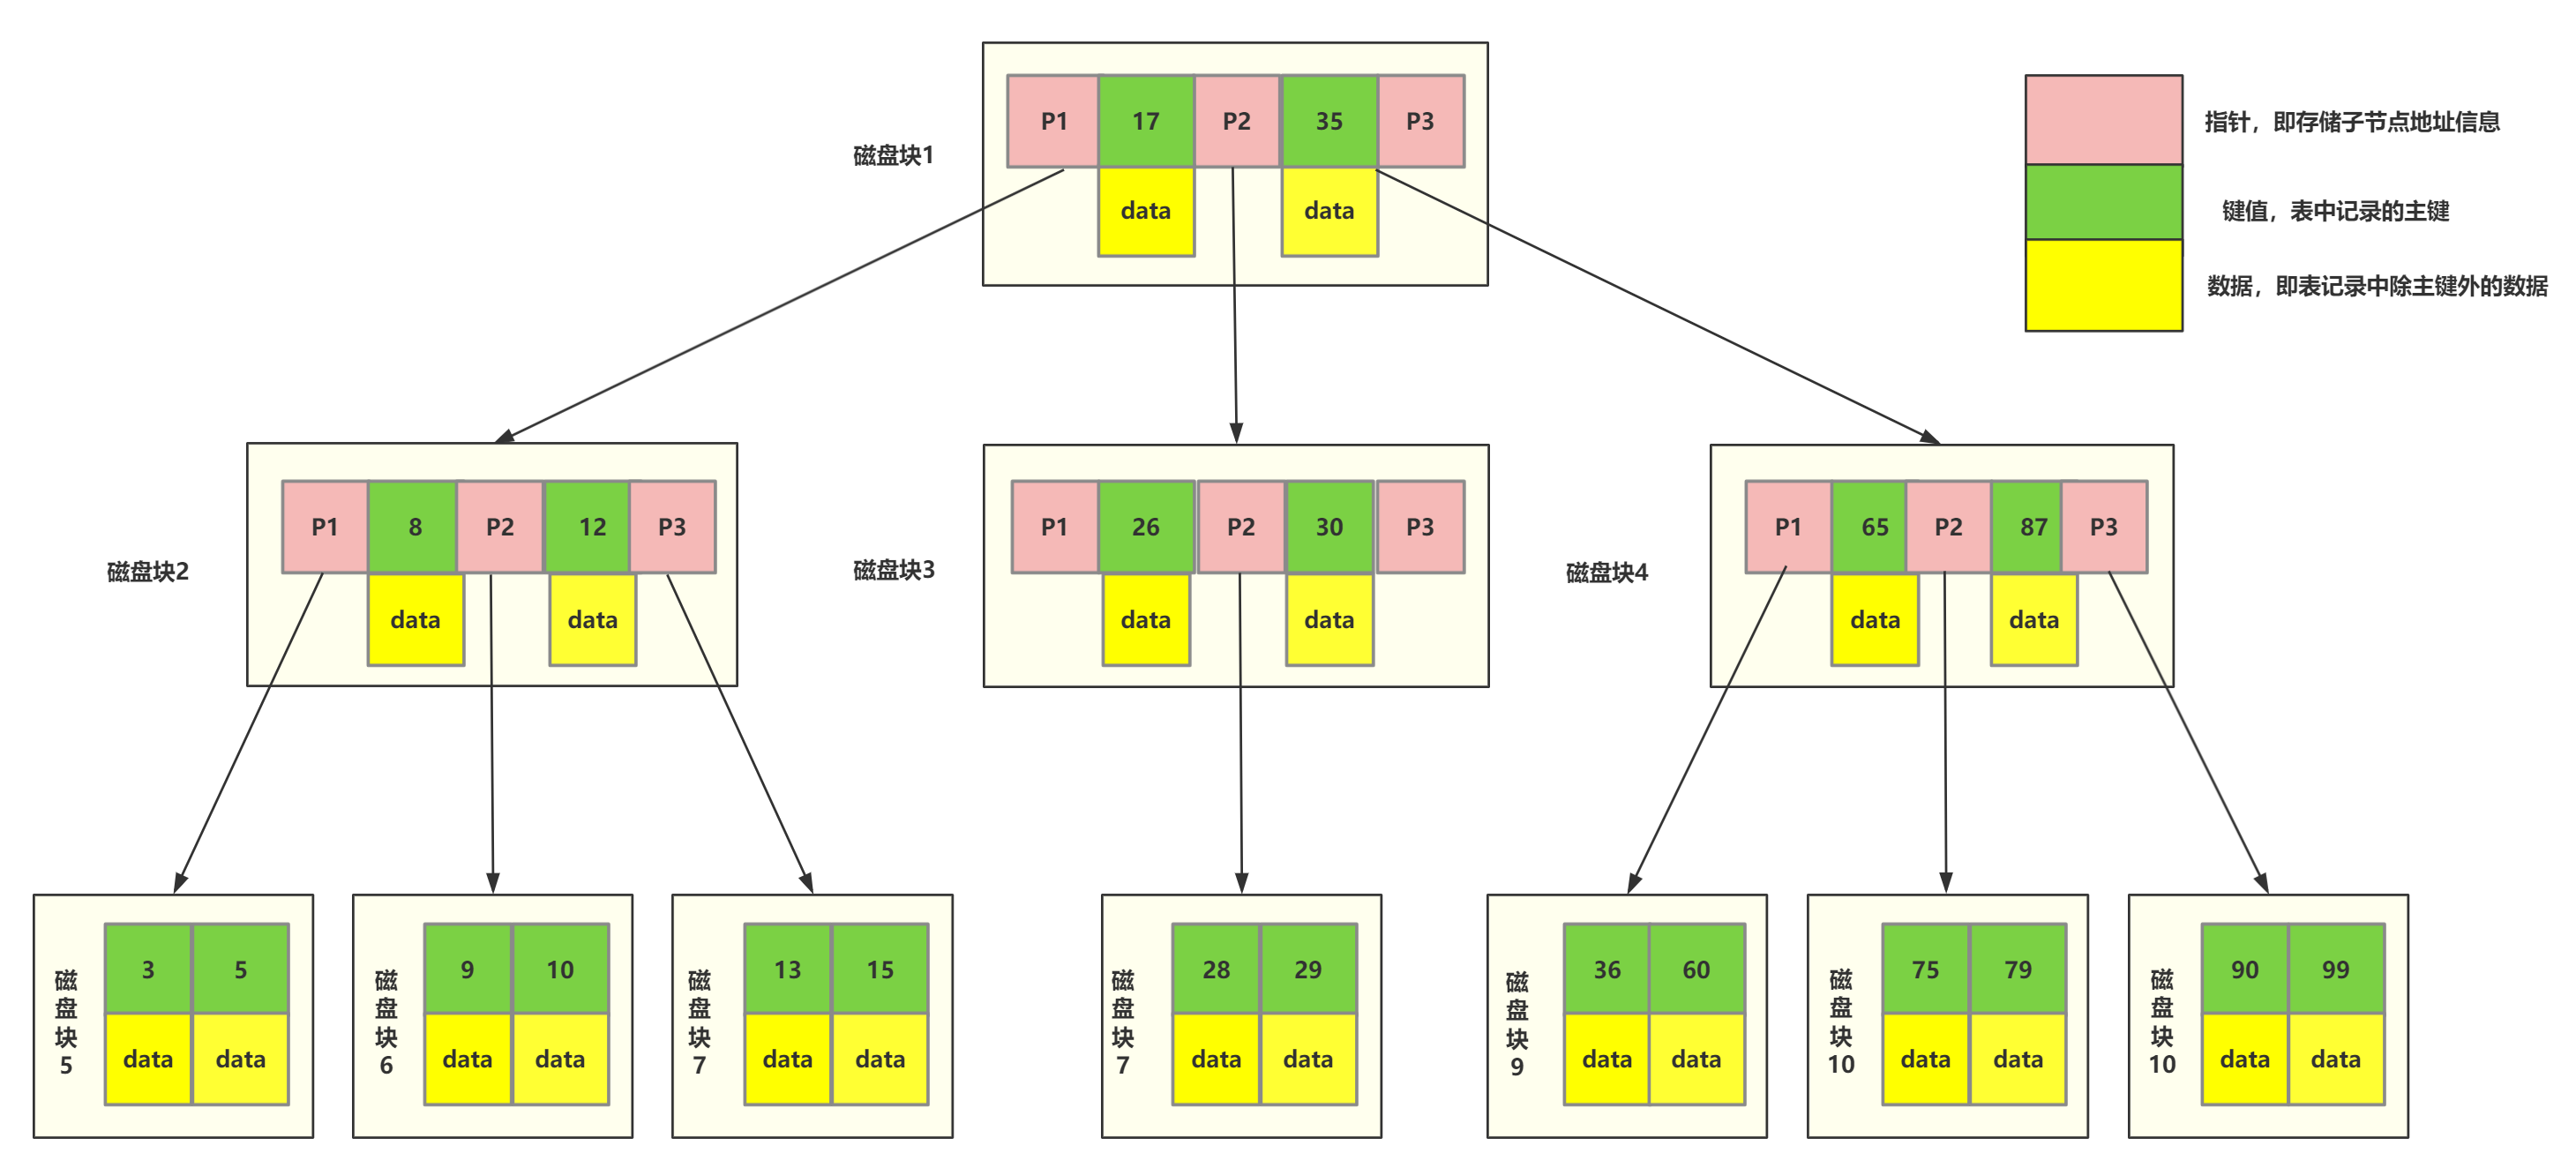 P1 17 P2 35 P3
data data
磁盘块1
指针，即存储子节点地址信息
键值，表中记录的主键
数据，即表记录中除主键外的数据
磁盘块2
P1 8 P2 12 P3
data data
磁盘块3
P1 26 P2 30 P3
data data
磁盘块4
P1 65 P2 87 P3
data data
磁盘块5
3 5
data data
磁盘块6
9 10
data data
磁盘块7
13 15
data data
磁盘块7
28 29
data data
磁盘块9
36 60
data data
磁盘块10
75 79
data data
磁盘块10
90 99
data data